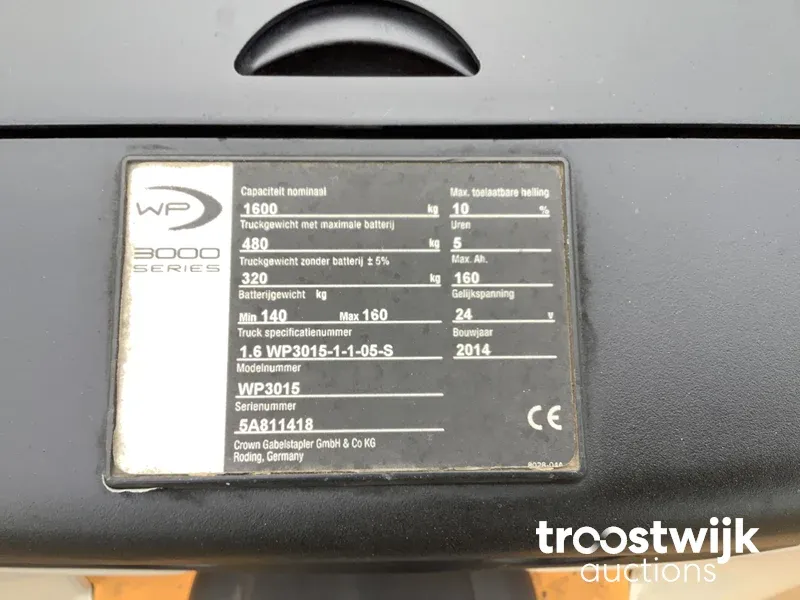 WP
3000
SERIES
Capaciteit nominaal
1600 kg
Truckgewicht met maximale batterij
480 kg
Truckgewicht zonder batterij ± 5%
320 kg
Batterijgewicht kg
Min 140 Max 160
Truck specificatienummer
1.6 WP3015-1-1-05-S
Modelnummer
WP3015
Serienummer
5A811418
Crown Gabelstapler GmbH & Co KG
Roding, Germany
Max. toelaatbare helling
10 %
Uren
5
Max. Ah.
160
Gelijkspanning
24 v
Bouwjaar
2014
CE
8028-04A
troostwijk
auctions